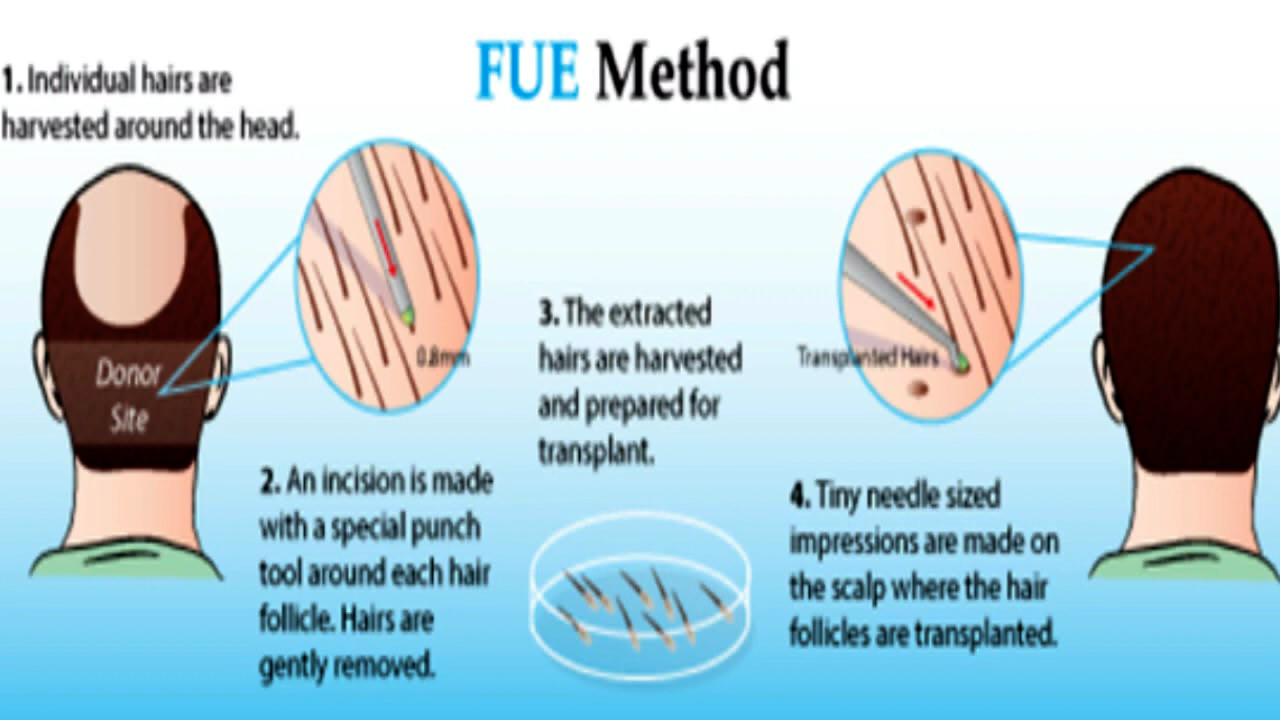 FUE Method
1. Individual hairs are
harvested around the head.
Donor
Site
0.8mm
2. An incision is made
with a special punch
tool around each hair
follicle. Hairs are
gently removed.
3. The extracted
hairs are harvested
and prepared for
transplant.
Transplanted Hairs
4. Tiny needle sized
impressions are made on
the scalp where the hair
follicles are transplanted.